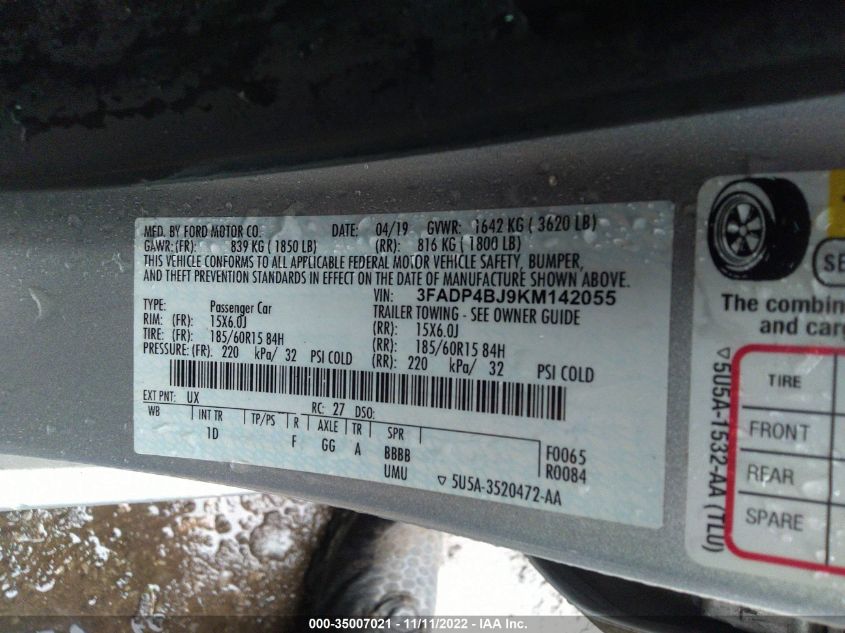 MFD. BY FORD MOTOR CO. DATE: 04/19 GVWR: 1642 KG ( 3620 LB)
GAWR: (FR): 839 KG ( 1850 LB) (RR): 816 KG ( 1800 LB)
THIS VEHICLE CONFORMS TO ALL APPLICABLE FEDERAL MOTOR VEHICLE SAFETY, BUMPER,
AND THEFT PREVENTION STANDARDS IN EFFECT ON THE DATE OF MANUFACTURE SHOWN ABOVE.
VIN: 3FADP4BJ9KM142055
TYPE: Passenger Car TRAILER TOWING - SEE OWNER GUIDE
RIM: (FR): 15X6.0J (RR): 15X6.0J
TIRE: (FR): 185/60R15 84H (RR): 185/60R15 84H
PRESSURE: (FR). 220 kPa/ 32 PSI COLD (RR): 220 kPa/ 32 PSI COLD
EXT PNT: UX RC: 27 DSO:
WB INT TR TP/PS R AXLE TR SPR
1D F GG A BBBB F0065
UMU R0084
▽ 5U5A-3520472-AA
The combin
and carg
TIRE
FRONT
REAR
SPARE
▽5U5A-1532-AA (TLU)
000-35007021 - 11/11/2022 - IAA Inc.